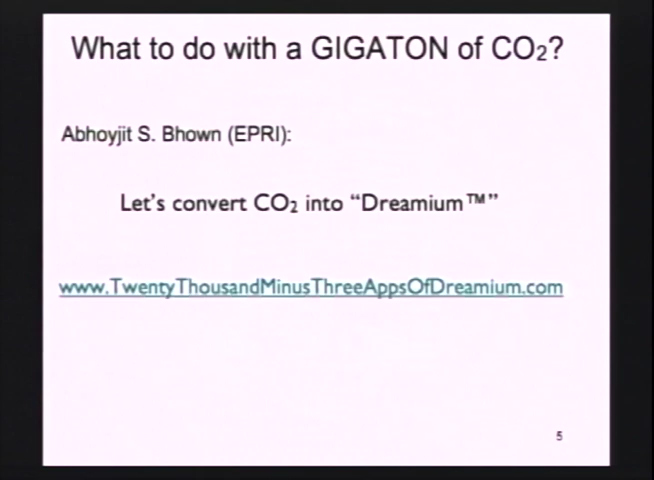 What to do with a GIGATON of CO₂?
Abhoyjit S. Bhown (EPRI):
Let's convert CO₂ into “Dreamium™”
www.TwentyThousandMinusThreeAppsOfDreamium.com
5